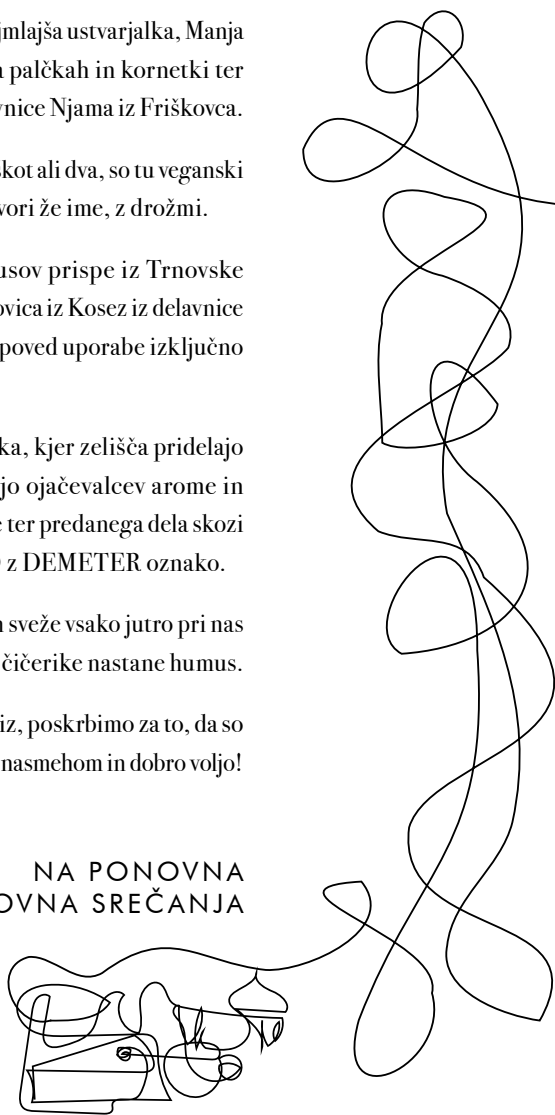 mlajša ustvarjalka, Manja
palčkah in kornetki ter
vnice Njama iz Friškovca.
skot ali dva, so tu veganski
vori že ime, z drožmi.
usov prispe iz Trnovske
ovica iz Kosez iz delavnice
poved uporabe izključno
ka, kjer zelišča pridelajo
jo ojačevalcev arome in
ter predanega dela skozi
z DEMETER oznako.
sveže vsako jutro pri nas
čičerike nastane humus.
iz, poskrbimo za to, da so
nasmehom in dobro voljo!
NA PONOVNA
OVNA SREČANJA